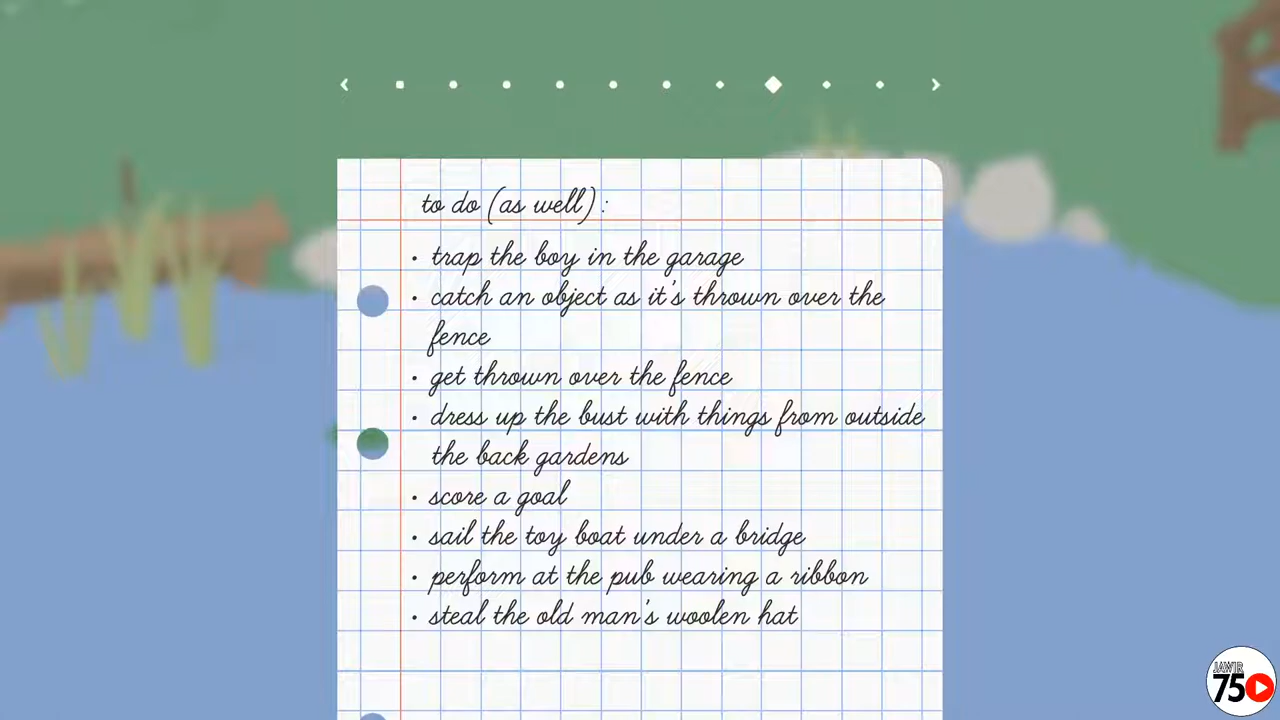 to do (as well):
• trap the boy in the garage
• catch an object as it's thrown over the
fence
• get thrown over the fence
• dress up the bust with things from outside
the back gardens
• score a goal
• sail the toy boat under a bridge
• perform at the pub wearing a ribbon
• steal the old man's woolen hat
JAW1R
75